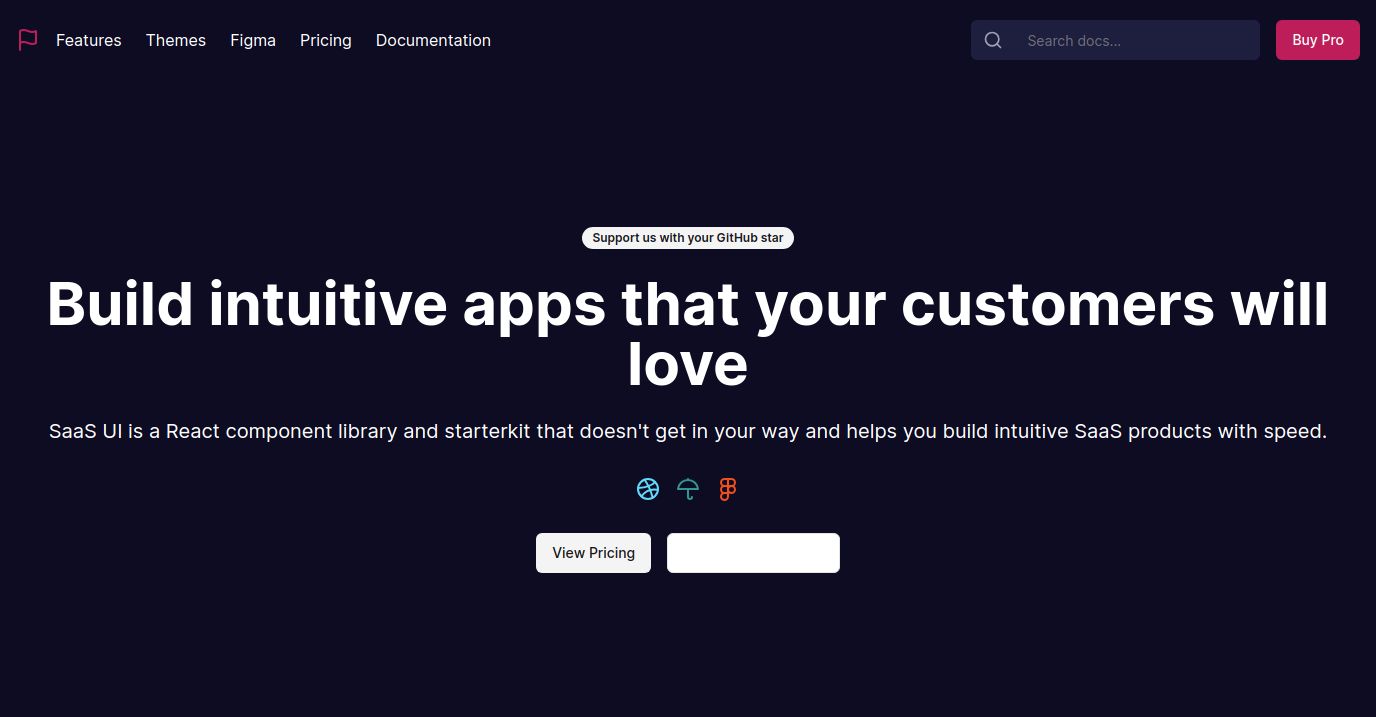 Features Themes Figma Pricing Documentation Search docs... Buy Pro
Support us with your GitHub star
Build intuitive apps that your customers will
love
SaaS UI is a React component library and starterkit that doesn't get in your way and helps you build intuitive SaaS products with speed.
View Pricing